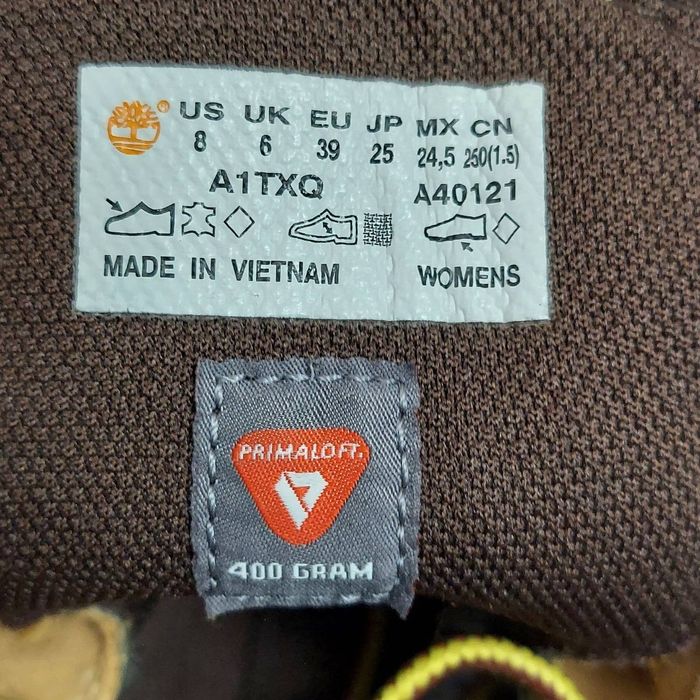 ® US UK EU JP MX CN
8 6 39 25 24,5 250(1.5)
A1TXQ A40121
MADE IN VIETNAM WOMENS
PRIMALOFT.
400 GRAM